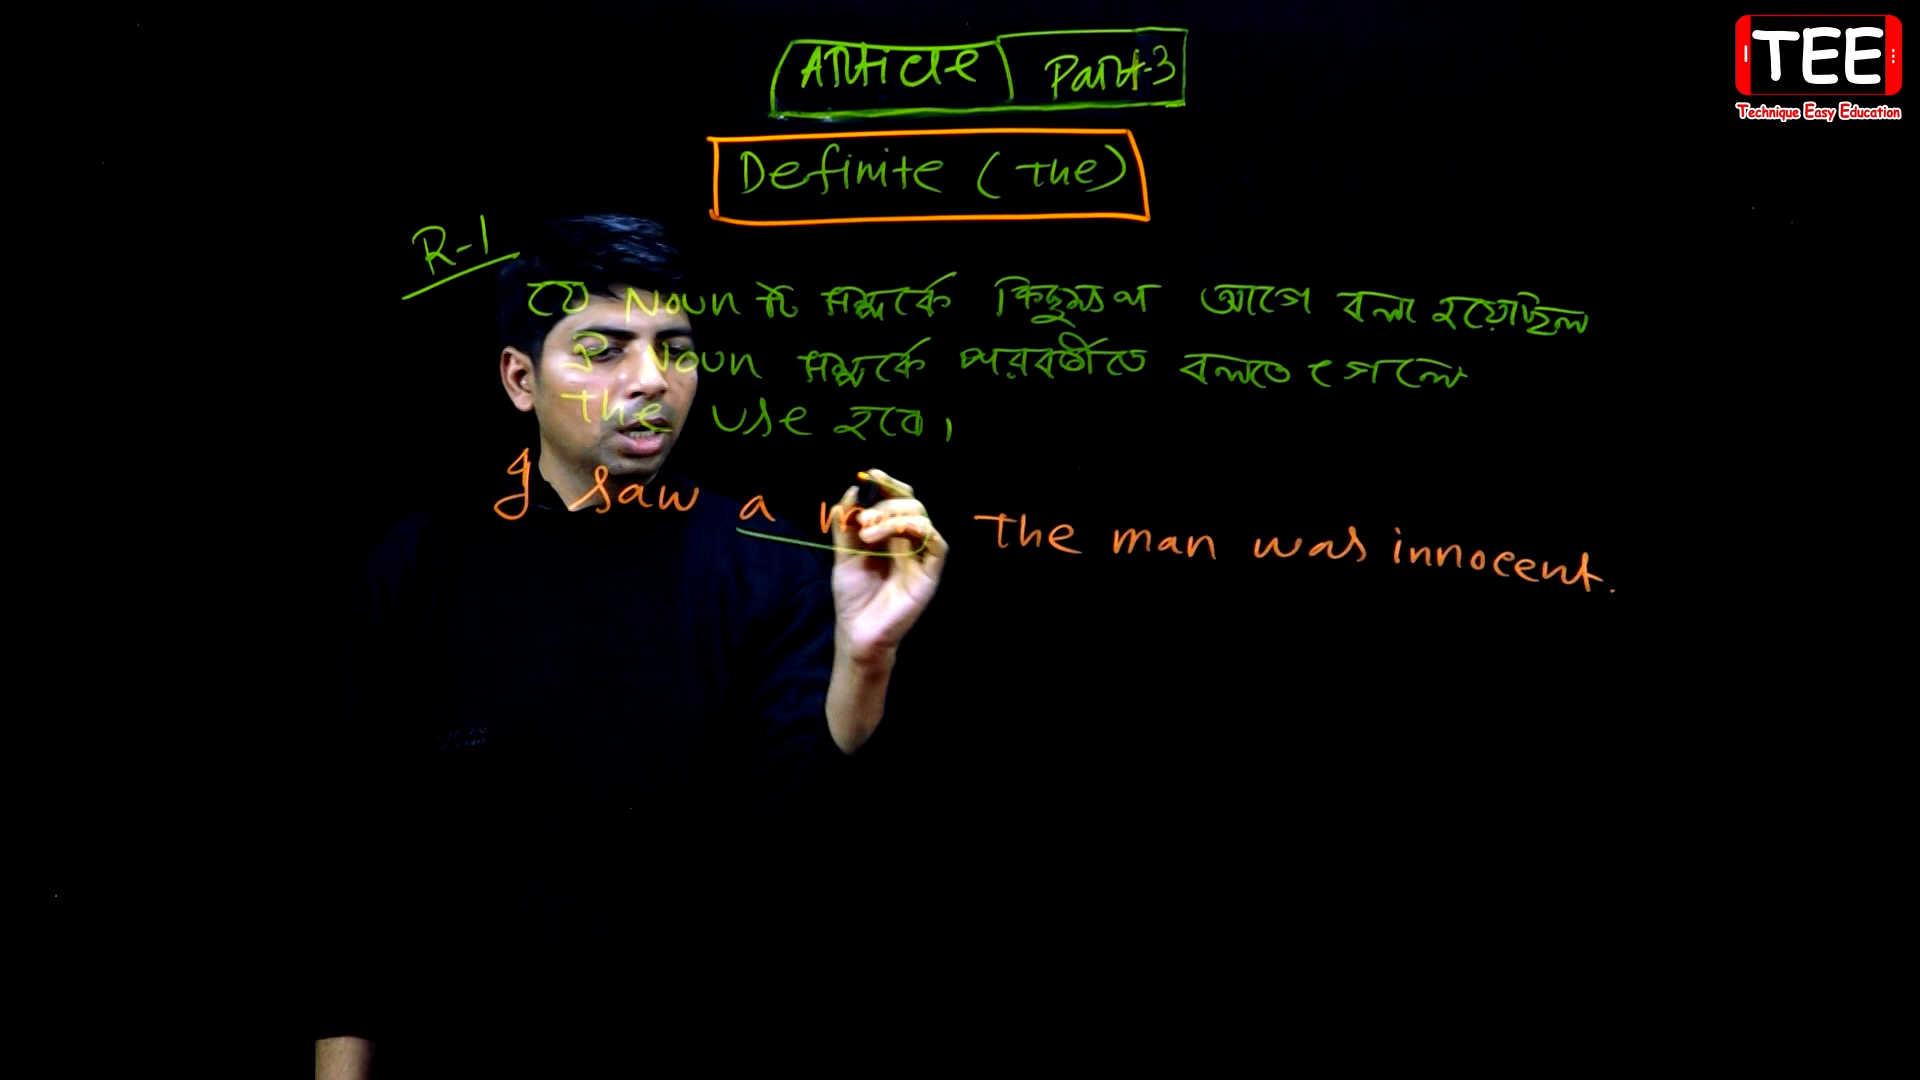 Article Part-3
TEE
Technique Easy Education
Definite (The)
R-1
যে Noun টি সম্পর্কে কিছুক্ষণ আগে বলা হয়েছিল
ঐ Noun সম্পর্কে পরবর্তীতে বলতে গেলে
The use হবে।
I saw a The man was innocent.